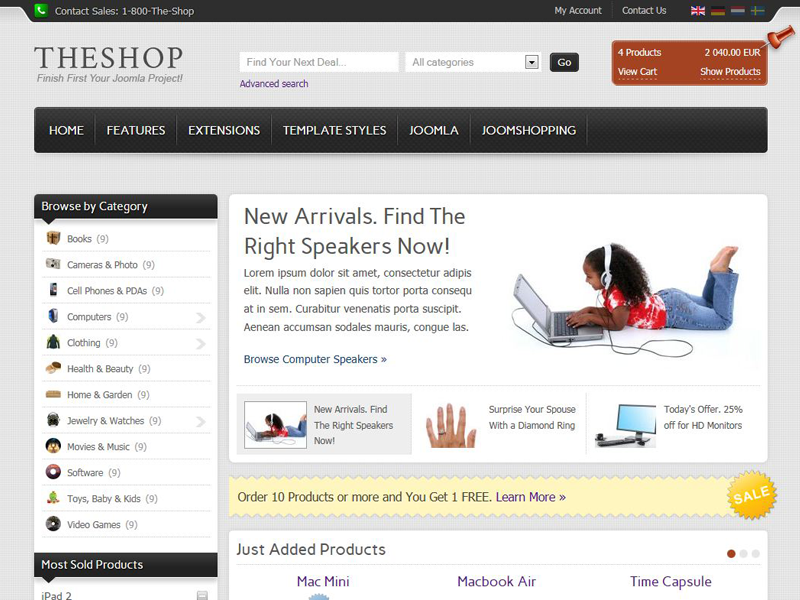 Contact Sales: 1-800-The-Shop
My Account
Contact Us
THESHOP
Finish First Your Joomla Project!
Find Your Next Deal...
All categories
Go
Advanced search
4 Products 2 040.00 EUR
View Cart Show Products
HOME FEATURES EXTENSIONS TEMPLATE STYLES JOOMLA JOOMSHOPPING
Browse by Category
Books (9)
Cameras & Photo (9)
Cell Phones & PDAs (9)
Computers (9)
Clothing (9)
Health & Beauty (9)
Home & Garden (9)
Jewelry & Watches (9)
Movies & Music (9)
Software (9)
Toys, Baby & Kids (9)
Video Games (9)
Most Sold Products
iPad 2
New Arrivals. Find The
Right Speakers Now!
Lorem ipsum dolor sit amet, consectetur adipis
elit. Nulla non sapien quis tortor porta consequ
at in sem. Curabitur venenatis porta suscipit.
Aenean accumsan sodales mauris, congue las.
Browse Computer Speakers »
New Arrivals. Find
The Right Speakers
Now!
Surprise Your Spouse
With a Diamond Ring
Today's Offer. 25%
off for HD Monitors
Order 10 Products or more and You Get 1 FREE. Learn More »
SALE
Just Added Products
Mac Mini
Macbook Air
Time Capsule